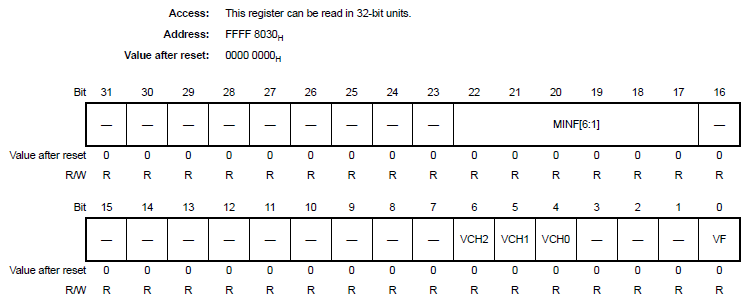 Access: This register can be read in 32-bit units.
Address: FFFF 8030H
Value after reset: 0000 0000H
Bit 31 30 29 28 27 26 25 24 23 22 21 20 19 18 17 16
— — — — — — — — — MINF[6:1] —
Value after reset 0 0 0 0 0 0 0 0 0 0 0 0 0 0 0 0
R/W R R R R R R R R R R R R R R R R
Bit 15 14 13 12 11 10 9 8 7 6 5 4 3 2 1 0
— — — — — — — — — VCH2 VCH1 VCH0 — — — VF
Value after reset 0 0 0 0 0 0 0 0 0 0 0 0 0 0 0 0
R/W R R R R R R R R R R R R R R R R